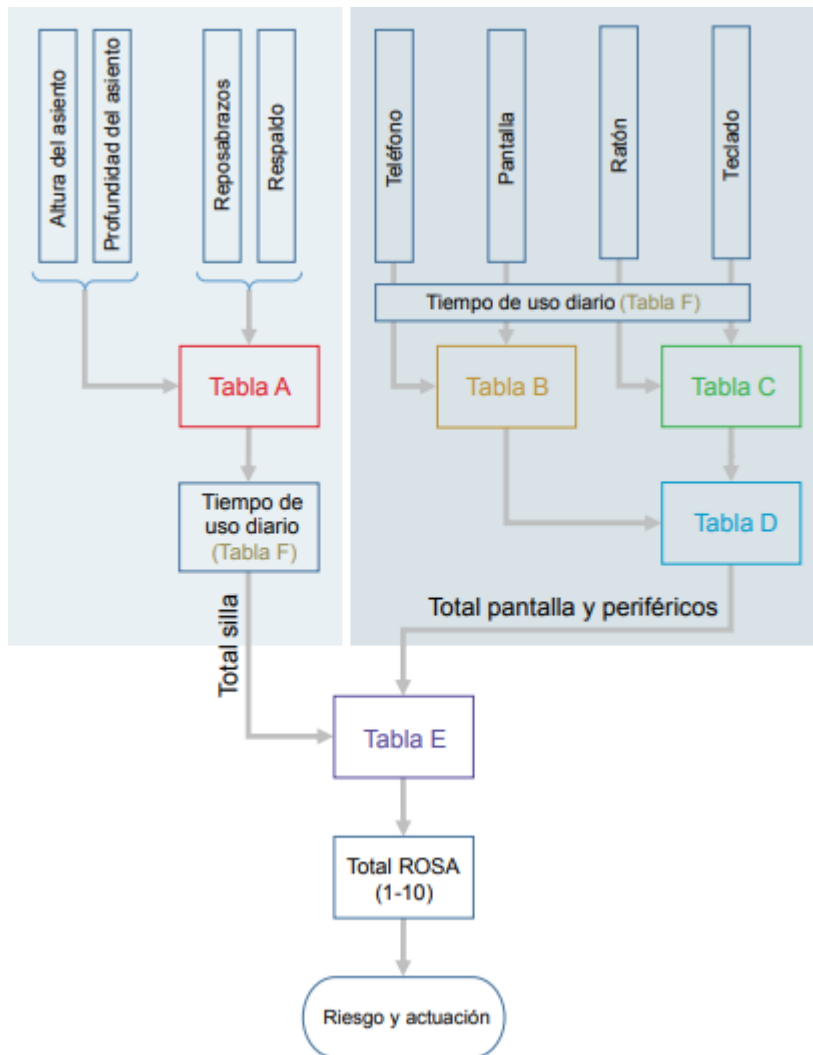 Altura del asiento
Profundidad del asiento
Reposabrazos
Respaldo
Teléfono
Pantalla
Ratón
Teclado
Tiempo de uso diario (Tabla F)
Tabla A
Tabla B
Tabla C
Tiempo de
uso diario
(Tabla F)
Tabla D
Total silla
Total pantalla y periféricos
Tabla E
Total ROSA
(1-10)
Riesgo y actuación